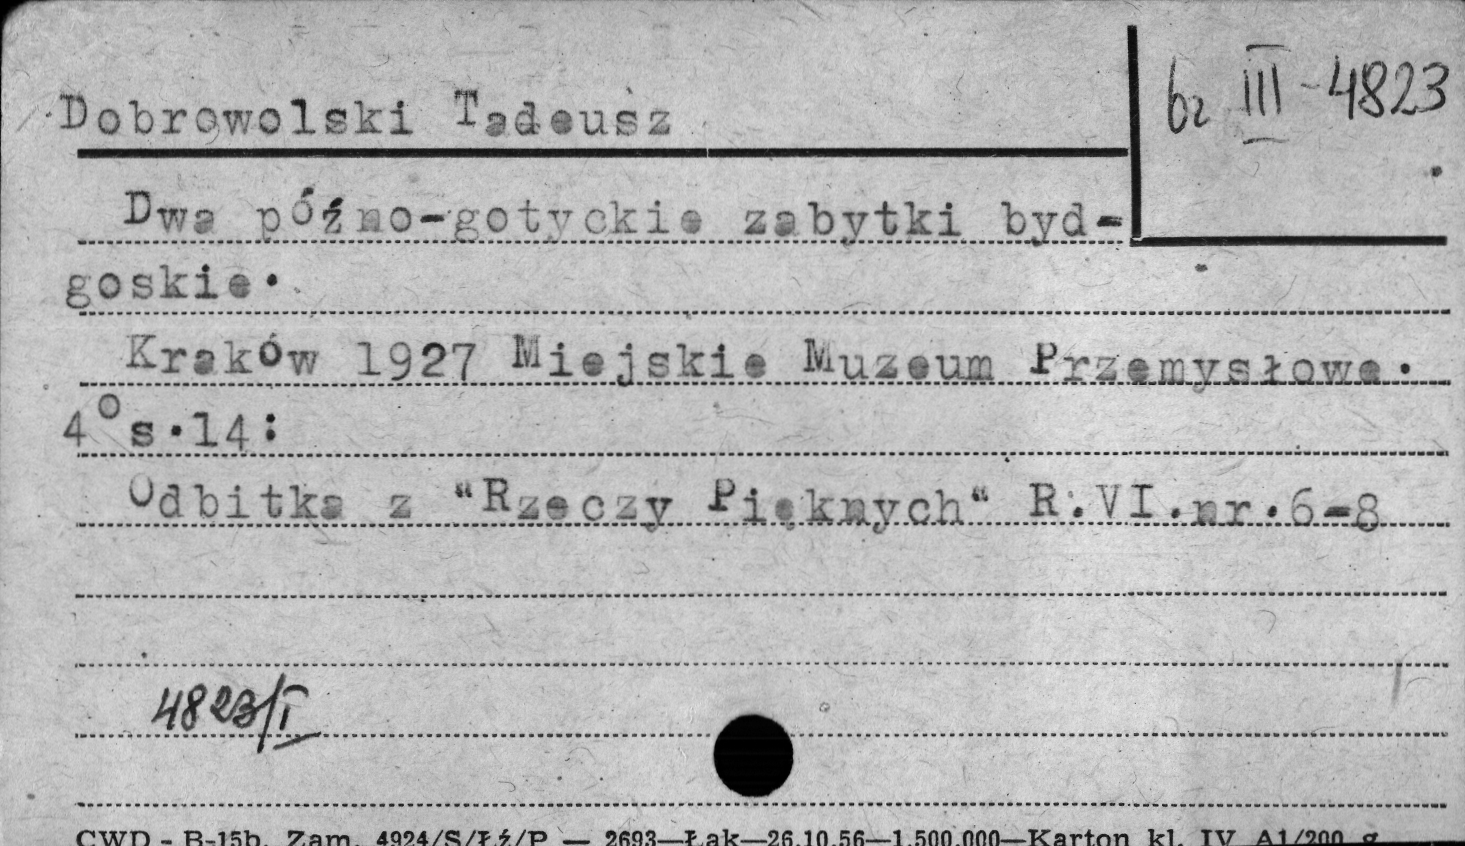 Dobrowolski Tadeusz
br III-4823
Dwa późno-gotyckie zabytki byd-
goskie.
Kraków 1927 Miejskie Muzeum Przemysłowe.
4° s.14:
Odbitka z "Rzeczy Pięknych" R.VI.nr.6-8
4823/I
CWD - B-15b. Zam. 4924/S/Łź/P — 2693—Łak—26.10.56—1.500.000—Karton kl. IV A1/200 g